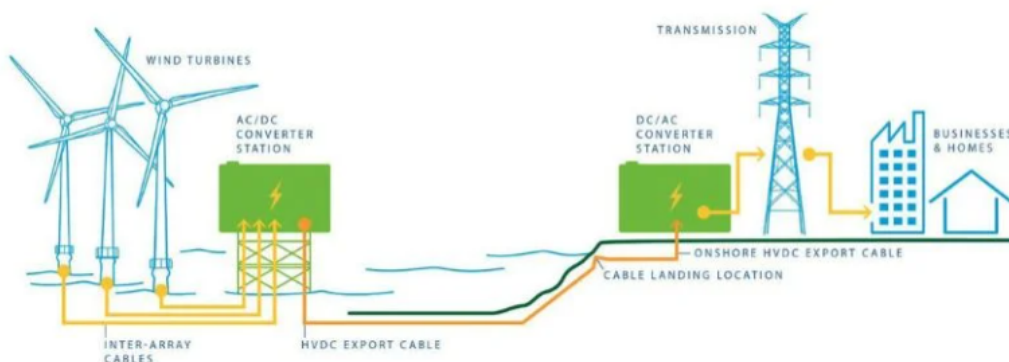 WIND TURBINES
AC/DC
CONVERTER
STATION
TRANSMISSION
DC/AC
CONVERTER
STATION
BUSINESSES
& HOMES
ONSHORE HVDC EXPORT CABLE
CABLE LANDING LOCATION
INTER-ARRAY
CABLES
HVDC EXPORT CABLE